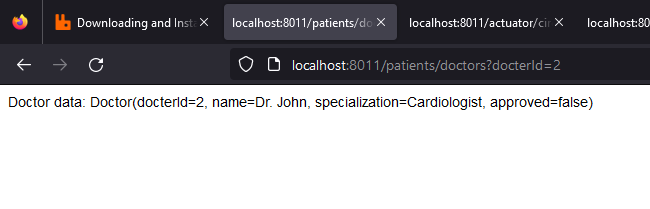 Downloading and Insta
localhost:8011/patients/do
localhost:8011/actuator/cir
localhost:80
localhost:8011/patients/doctors?docterId=2
Doctor data: Doctor(docterId=2, name=Dr. John, specialization=Cardiologist, approved=false)